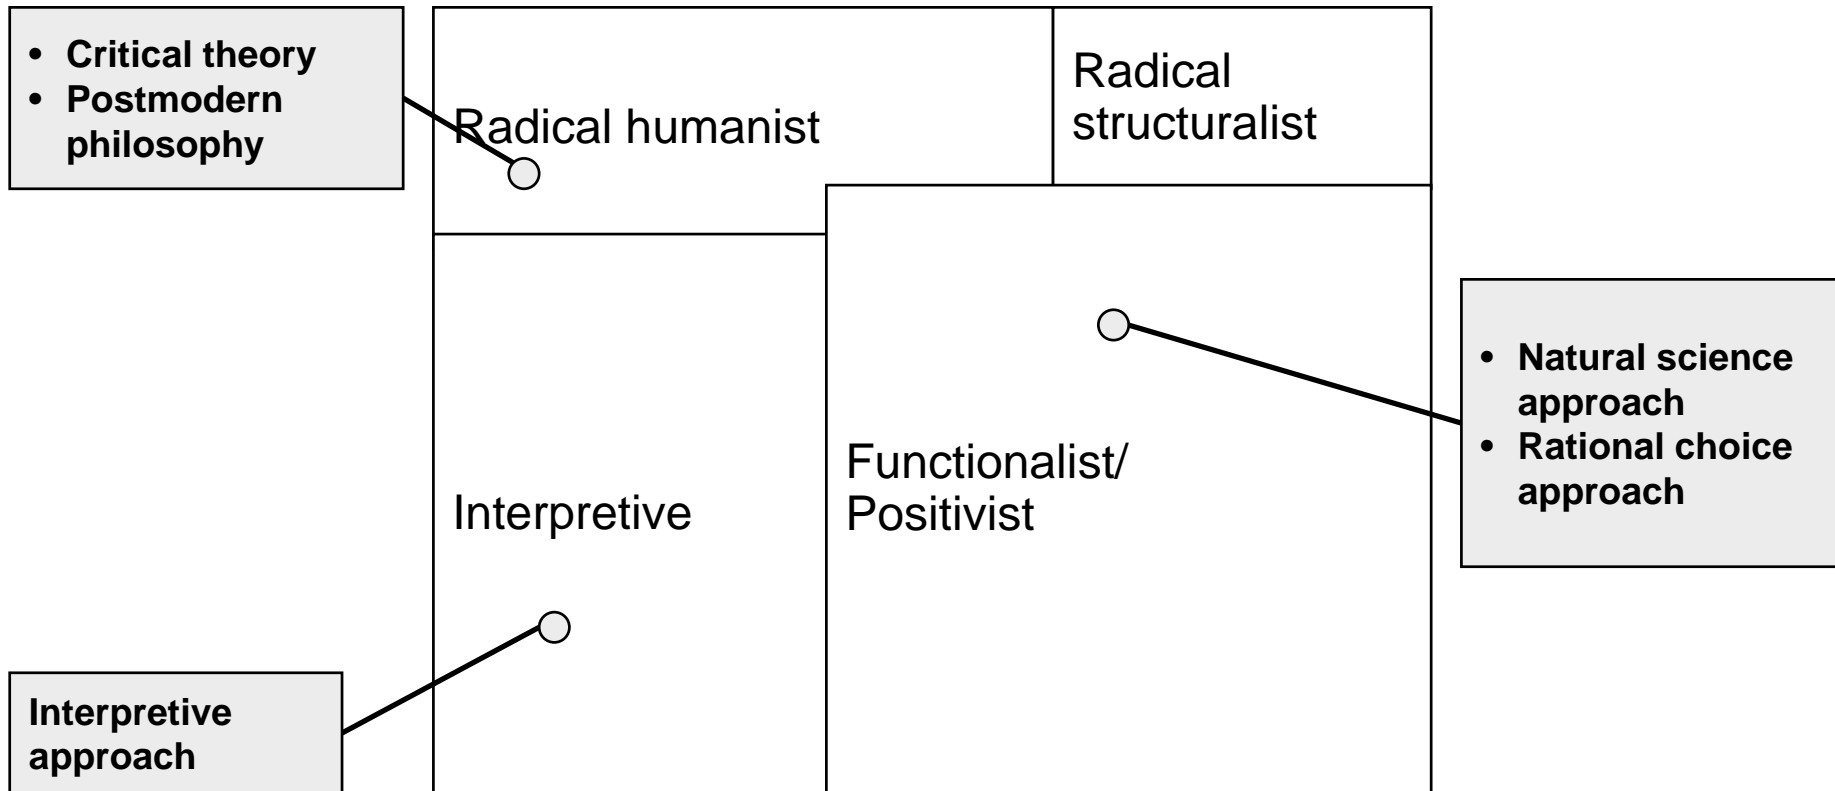 • Critical theory
• Postmodern
philosophy
Radical humanist
Radical
structuralist
Interpretive
Functionalist/
Positivist
• Natural science
approach
• Rational choice
approach
Interpretive
approach